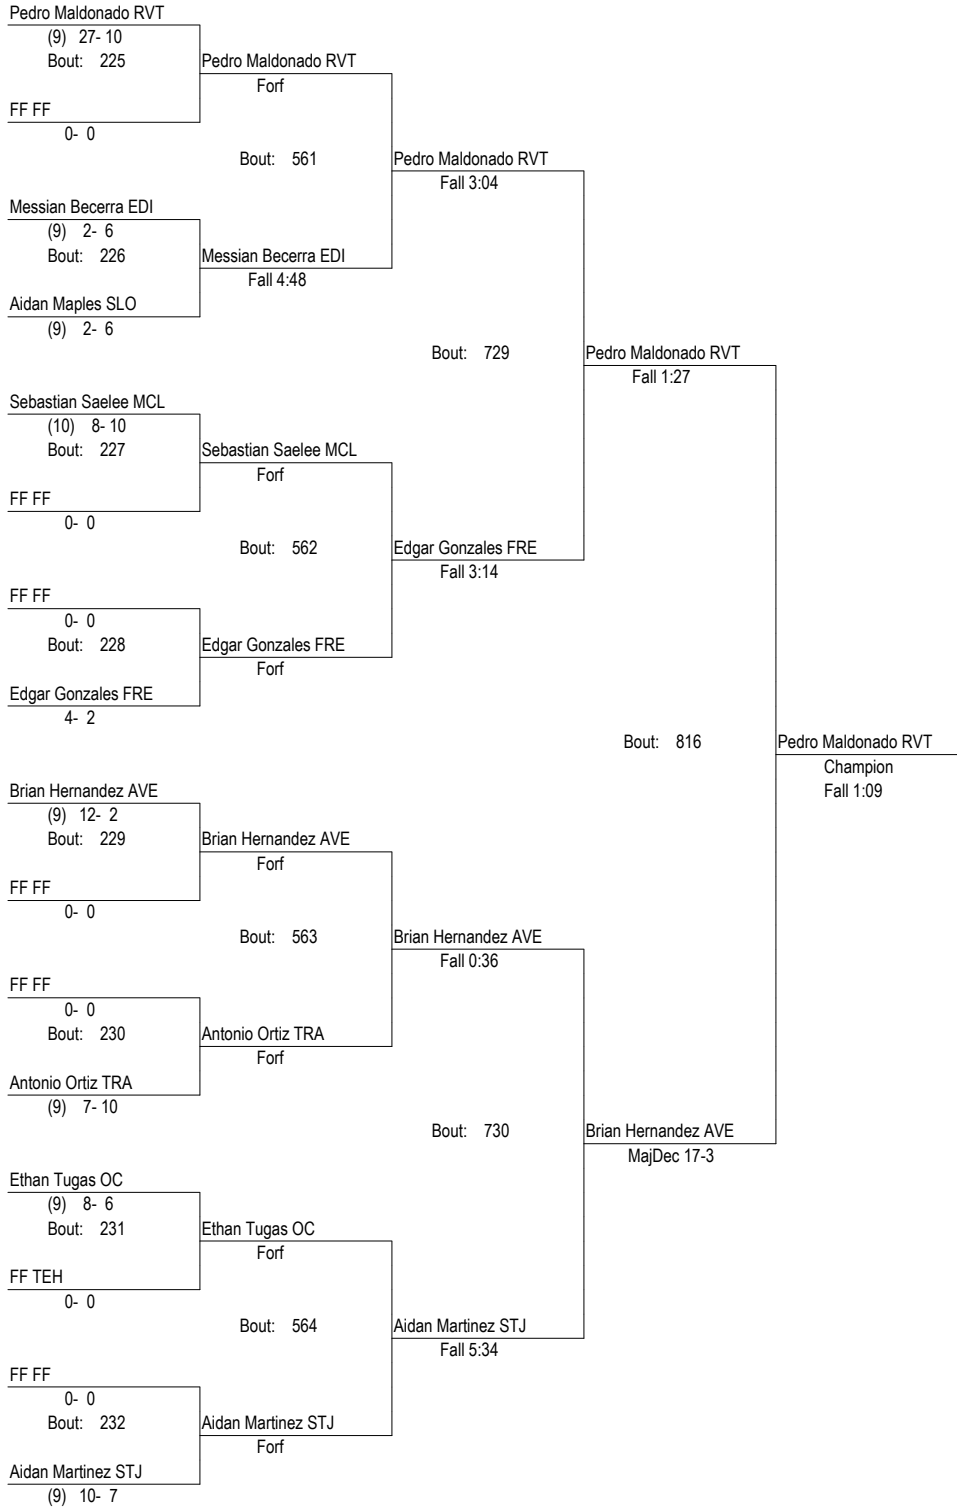 Pedro Maldonado RVT
(9) 27- 10
Bout: 225
Pedro Maldonado RVT
Forf
FF FF
0- 0
Bout: 561
Pedro Maldonado RVT
Fall 3:04
Messian Becerra EDI
(9) 2- 6
Bout: 226
Messian Becerra EDI
Fall 4:48
Aidan Maples SLO
(9) 2- 6
Bout: 729
Pedro Maldonado RVT
Fall 1:27
Sebastian Saelee MCL
(10) 8- 10
Bout: 227
Sebastian Saelee MCL
Forf
FF FF
0- 0
Bout: 562
Edgar Gonzales FRE
Fall 3:14
FF FF
0- 0
Bout: 228
Edgar Gonzales FRE
Forf
Edgar Gonzales FRE
4- 2
Bout: 816
Pedro Maldonado RVT
Champion
Fall 1:09
Brian Hernandez AVE
(9) 12- 2
Bout: 229
Brian Hernandez AVE
Forf
FF FF
0- 0
Bout: 563
Brian Hernandez AVE
Fall 0:36
FF FF
0- 0
Bout: 230
Antonio Ortiz TRA
Forf
Antonio Ortiz TRA
(9) 7- 10
Bout: 730
Brian Hernandez AVE
MajDec 17-3
Ethan Tugas OC
(9) 8- 6
Bout: 231
Ethan Tugas OC
Forf
FF TEH
0- 0
Bout: 564
Aidan Martinez STJ
Fall 5:34
FF FF
0- 0
Bout: 232
Aidan Martinez STJ
Forf
Aidan Martinez STJ
(9) 10- 7